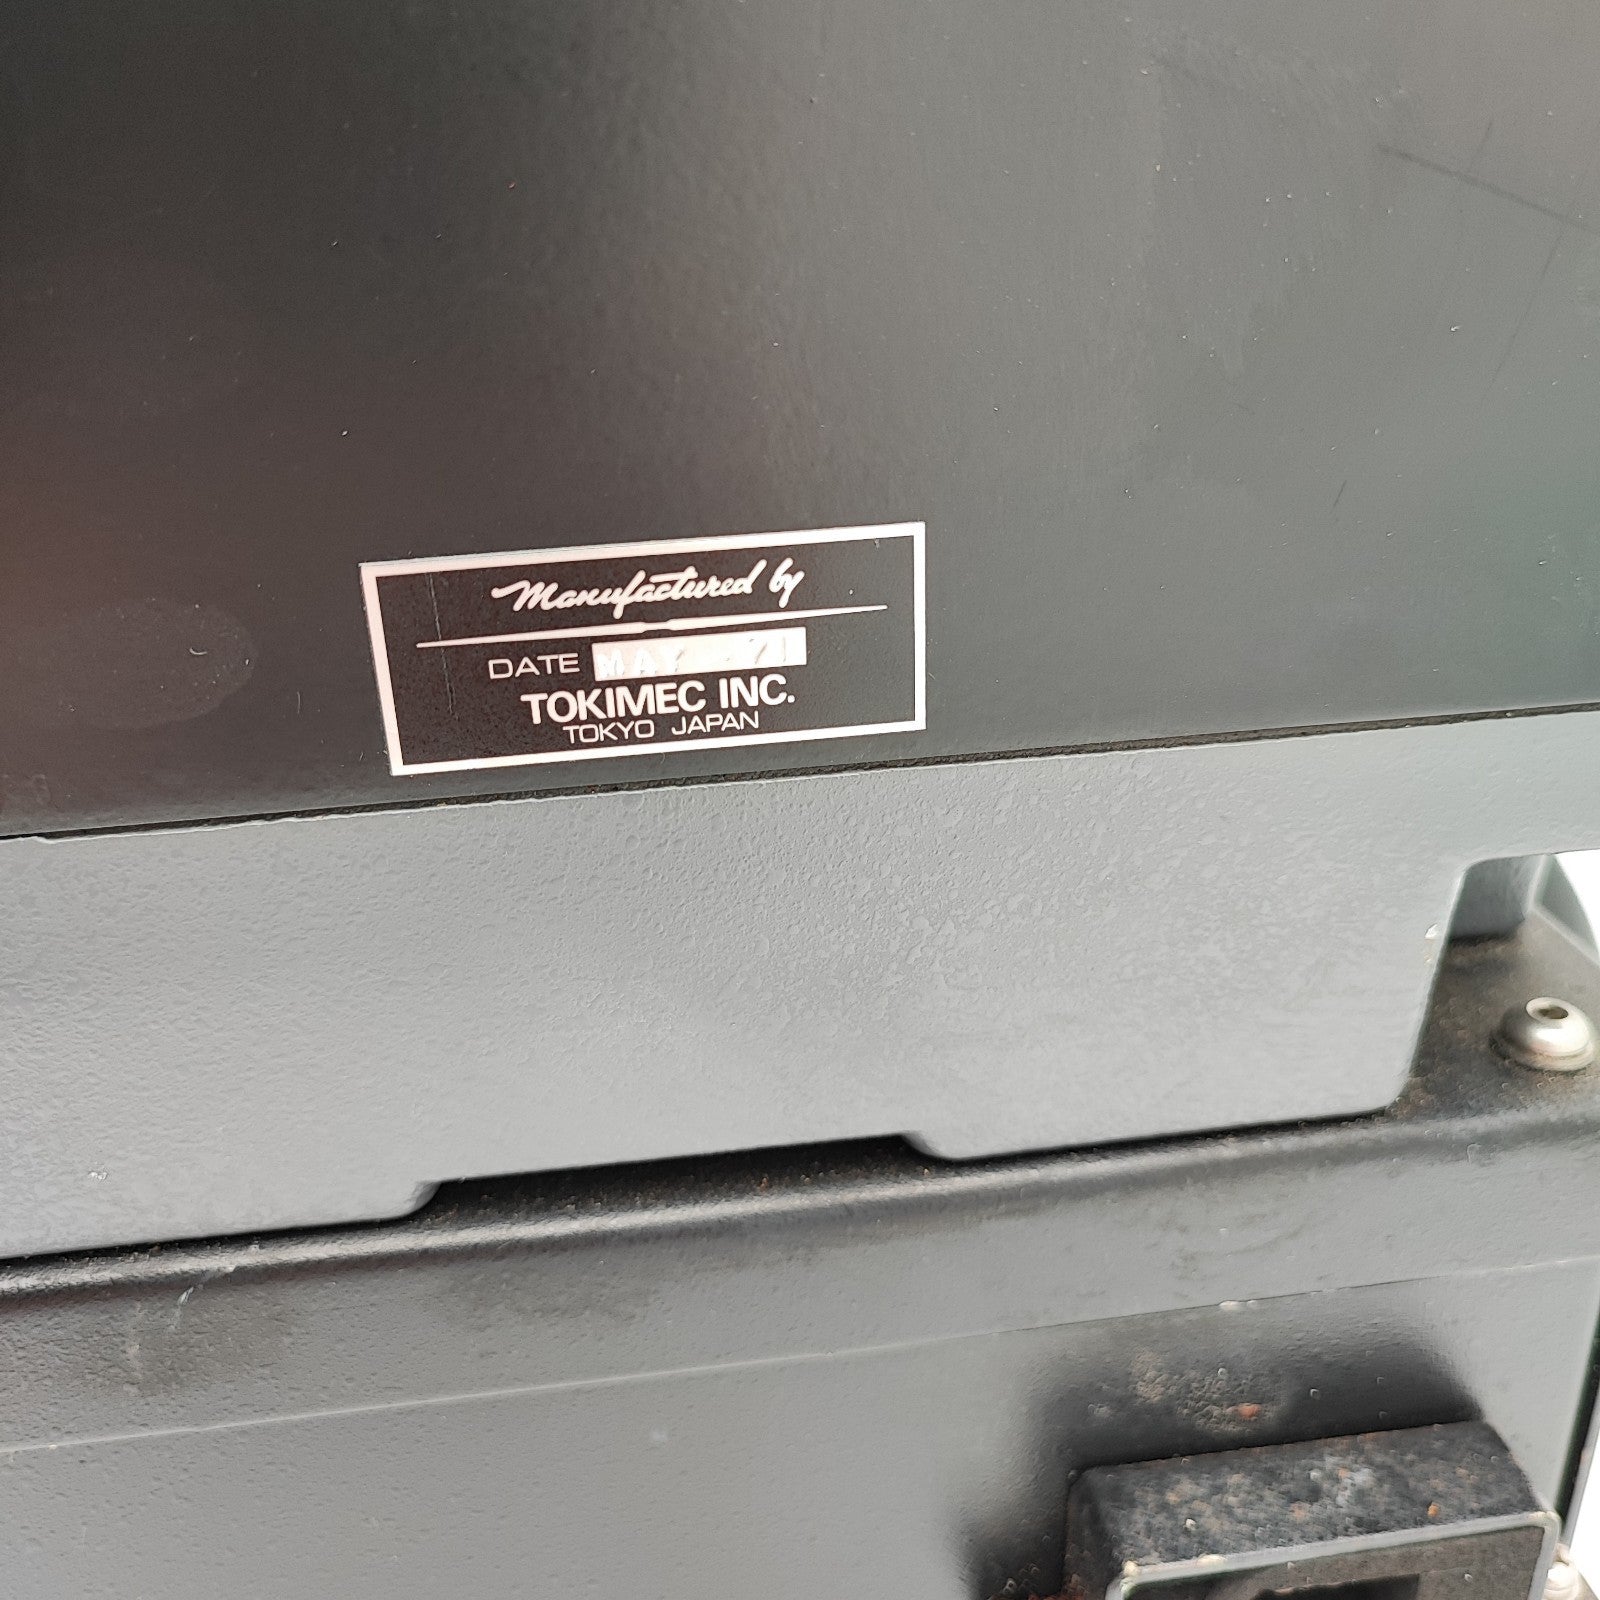 Manufactured by
DATE MAY
TOKIMEC INC.
TOKYO JAPAN